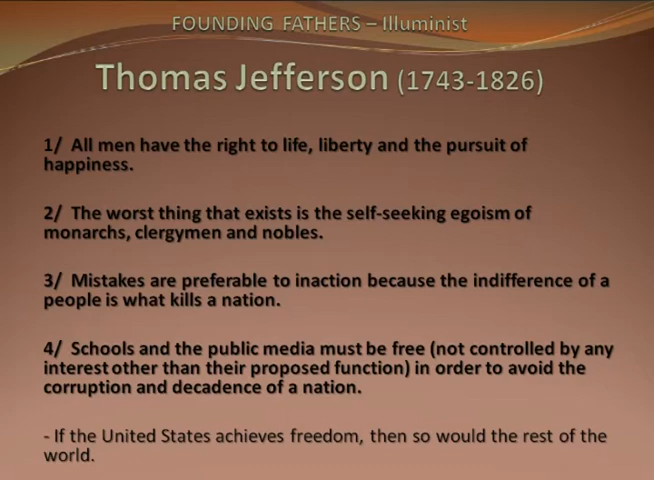 FOUNDING FATHERS – Illuminist
Thomas Jefferson (1743-1826)
1/ All men have the right to life, liberty and the pursuit of
happiness.
2/ The worst thing that exists is the self-seeking egoism of
monarchs, clergymen and nobles.
3/ Mistakes are preferable to inaction because the indifference of a
people is what kills a nation.
4/ Schools and the public media must be free (not controlled by any
interest other than their proposed function) in order to avoid the
corruption and decadence of a nation.
- If the United States achieves freedom, then so would the rest of the
world.